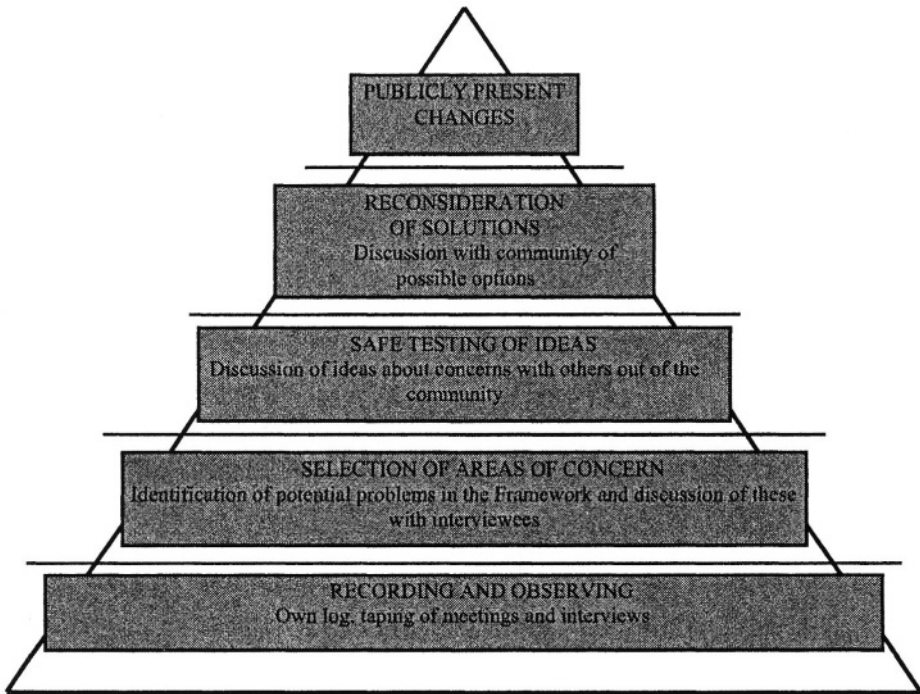 PUBLICLY PRESENT
CHANGES
RECONSIDERATION
OF SOLUTIONS
Discussion with community of
possible options
SAFE TESTING OF IDEAS
Discussion of ideas about concerns with others out of the
community
SELECTION OF AREAS OF CONCERN
Identification of potential problems in the Framework and discussion of these
with interviewees
RECORDING AND OBSERVING
Own log, taping of meetings and interviews